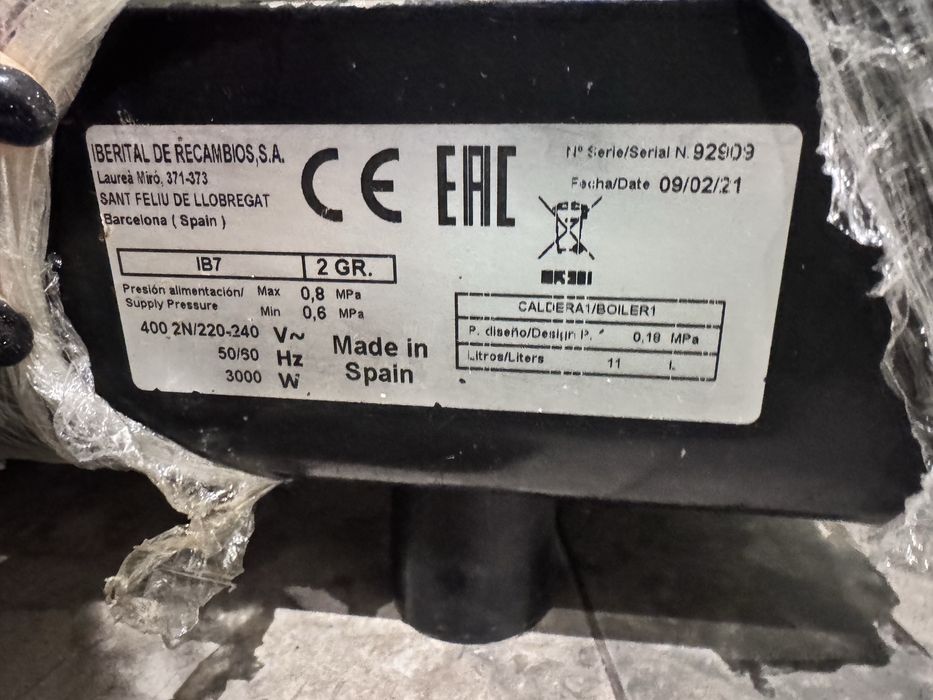 IBERITAL DE RECAMBIOS,S.A.
Laureà Miró, 371-373
SANT FELIU DE LLOBREGAT
Barcelona ( Spain )
CE
EAC
Nº Serie/Serial N. 92909
Fecha/Date 09/02/21
IB7 2 GR.
Presión alimentación/ Max 0,8 MPa
Supply Pressure Min 0,6 MPa
400 2N/220-240 V~
50/60 Hz
3000 W
Made in
Spain
CALDERA1/BOILER1
P. diseño/Design P. 0,18 MPa
Litros/Liters 11 L